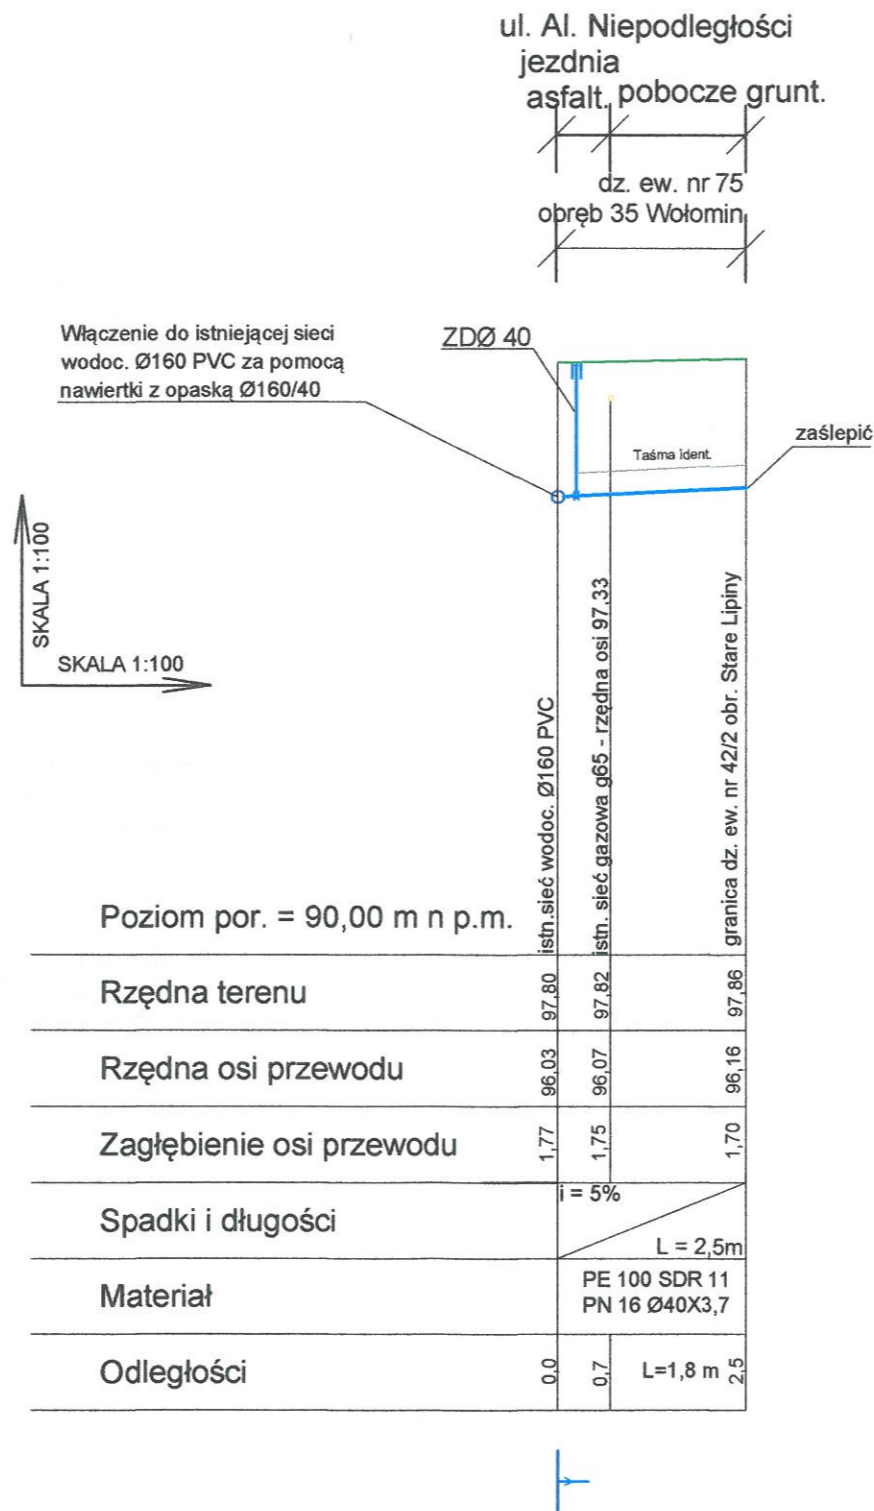 ul. Al. Niepodległości
jezdnia
asfalt. pobocze grunt.
dz. ew. nr 75
obręb 35 Wołomin
Włączenie do istniejącej sieci
wodoc. Ø160 PVC za pomocą
nawiertki z opaską Ø160/40
ZDØ 40
zaślepić
Taśma ident.
SKALA 1:100
SKALA 1:100
istn.sieć wodoc. Ø160 PVC
istn. sieć gazowa g65 - rzędna osi 97,33
granica dz. ew. nr 42/2 obr. Stare Lipiny
Poziom por. = 90,00 m n p.m.
Rzędna terenu 97,80 97,82 97,86
Rzędna osi przewodu 96,03 96,07 96,16
Zagłębienie osi przewodu 1,77 1,75 1,70
Spadki i długości i = 5% L = 2,5m
Materiał PE 100 SDR 11
PN 16 Ø40X3,7
Odległości 0,0 0,7 L=1,8 m 2,5